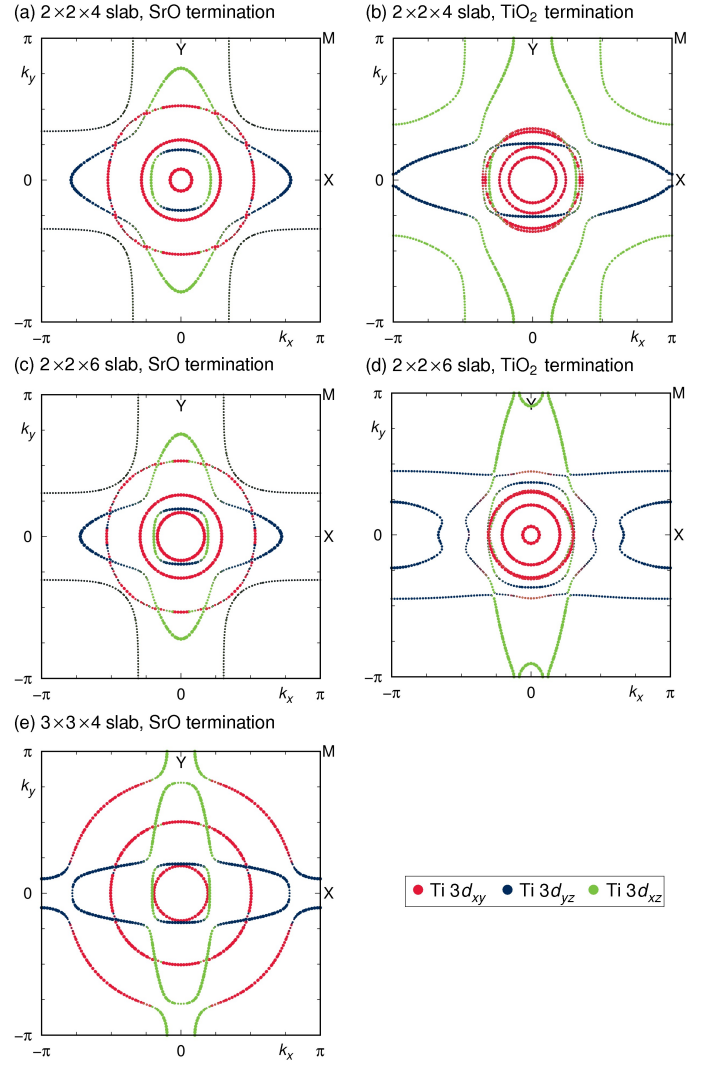 (a) 2×2×4 slab, SrO termination
(b) 2×2×4 slab, TiO₂ termination
π Y M
π Y M
k_y
k_y
0 X
0 X
−π
−π
−π 0 k_x π
−π 0 k_x π
(c) 2×2×6 slab, SrO termination
(d) 2×2×6 slab, TiO₂ termination
π Y M
π Y M
k_y
k_y
0 X
0 X
−π
−π
−π 0 k_x π
−π 0 k_x π
(e) 3×3×4 slab, SrO termination
π Y M
k_y
0 X
−π
−π 0 k_x π
Ti 3d_xy Ti 3d_yz Ti 3d_xz